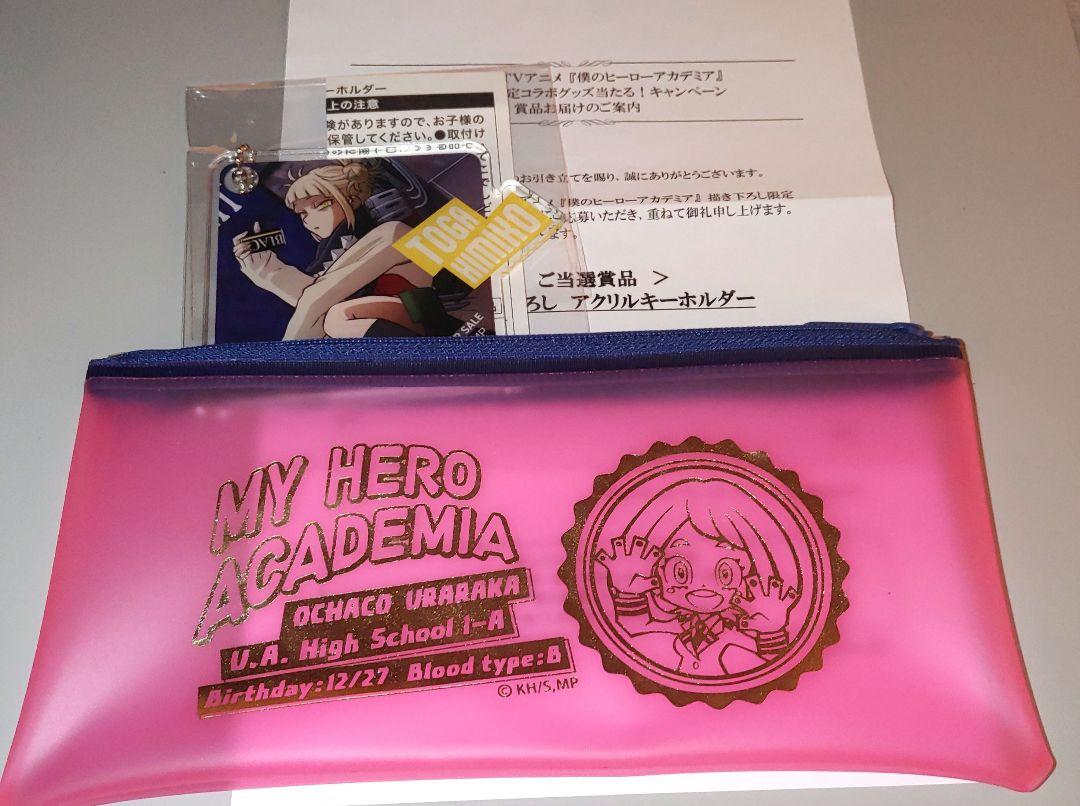 TVアニメ『僕のヒーローアカデミア』
定コラボグッズ当たる！キャンペーン
賞品お届けのご案内
お引き立てを賜り、誠にありがとうございます。
『僕のヒーローアカデミア』描き下ろし限定
応募いただき、重ねて御礼申し上げます。
ご当選賞品 ＞
ろし アクリルキーホルダー
ーホルダー
上の注意
険がありますので、お子様の
保管してください。●取付け
BLAC
TOGA
HIMIKO
SALE
MP
MY HERO
ACADEMIA
OCHACO URARAKA
U.A. High School 1-A
Birthday:12/27 Blood type:B
© KH/S,MP